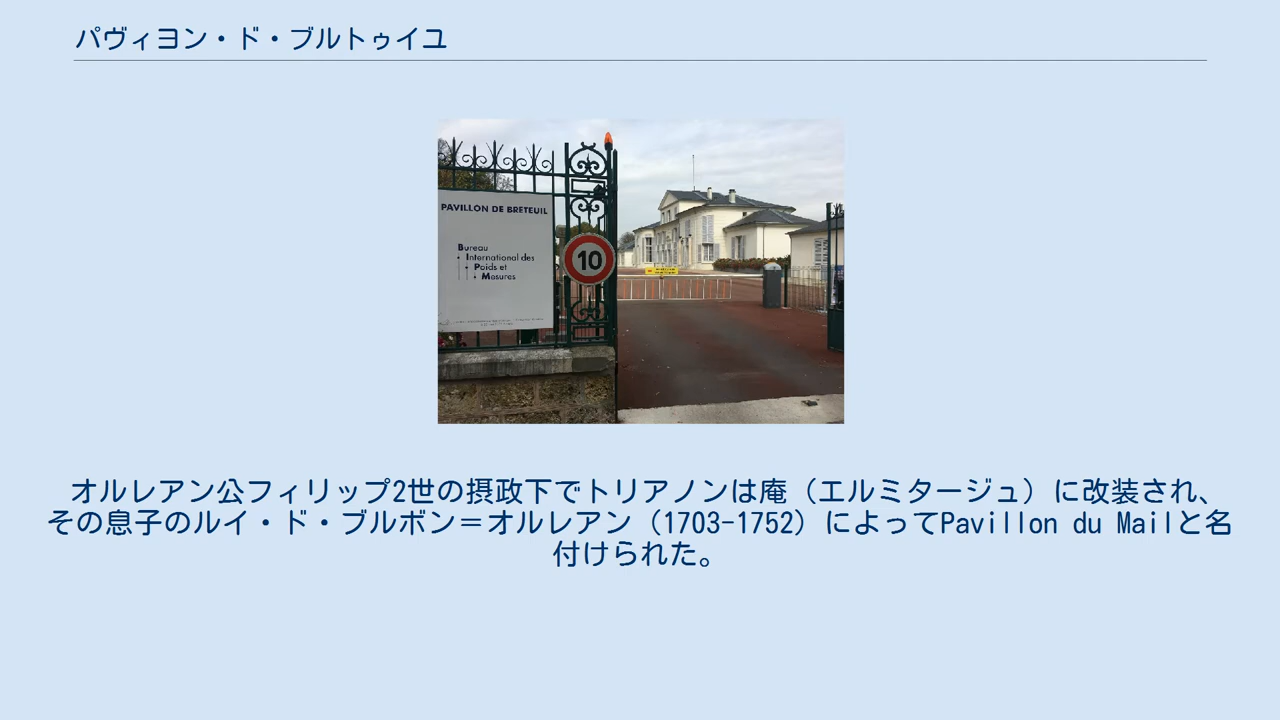 パヴィヨン・ド・ブルトゥイユ
PAVILLON DE BRETEUIL
Bureau
International des
Poids et
Mesures
10
オルレアン公フィリップ2世の摂政下でトリアノンは庵（エルミタージュ）に改装され、
その息子のルイ・ド・ブルボン＝オルレアン（1703-1752）によってPavillon du Mailと名
付けられた。